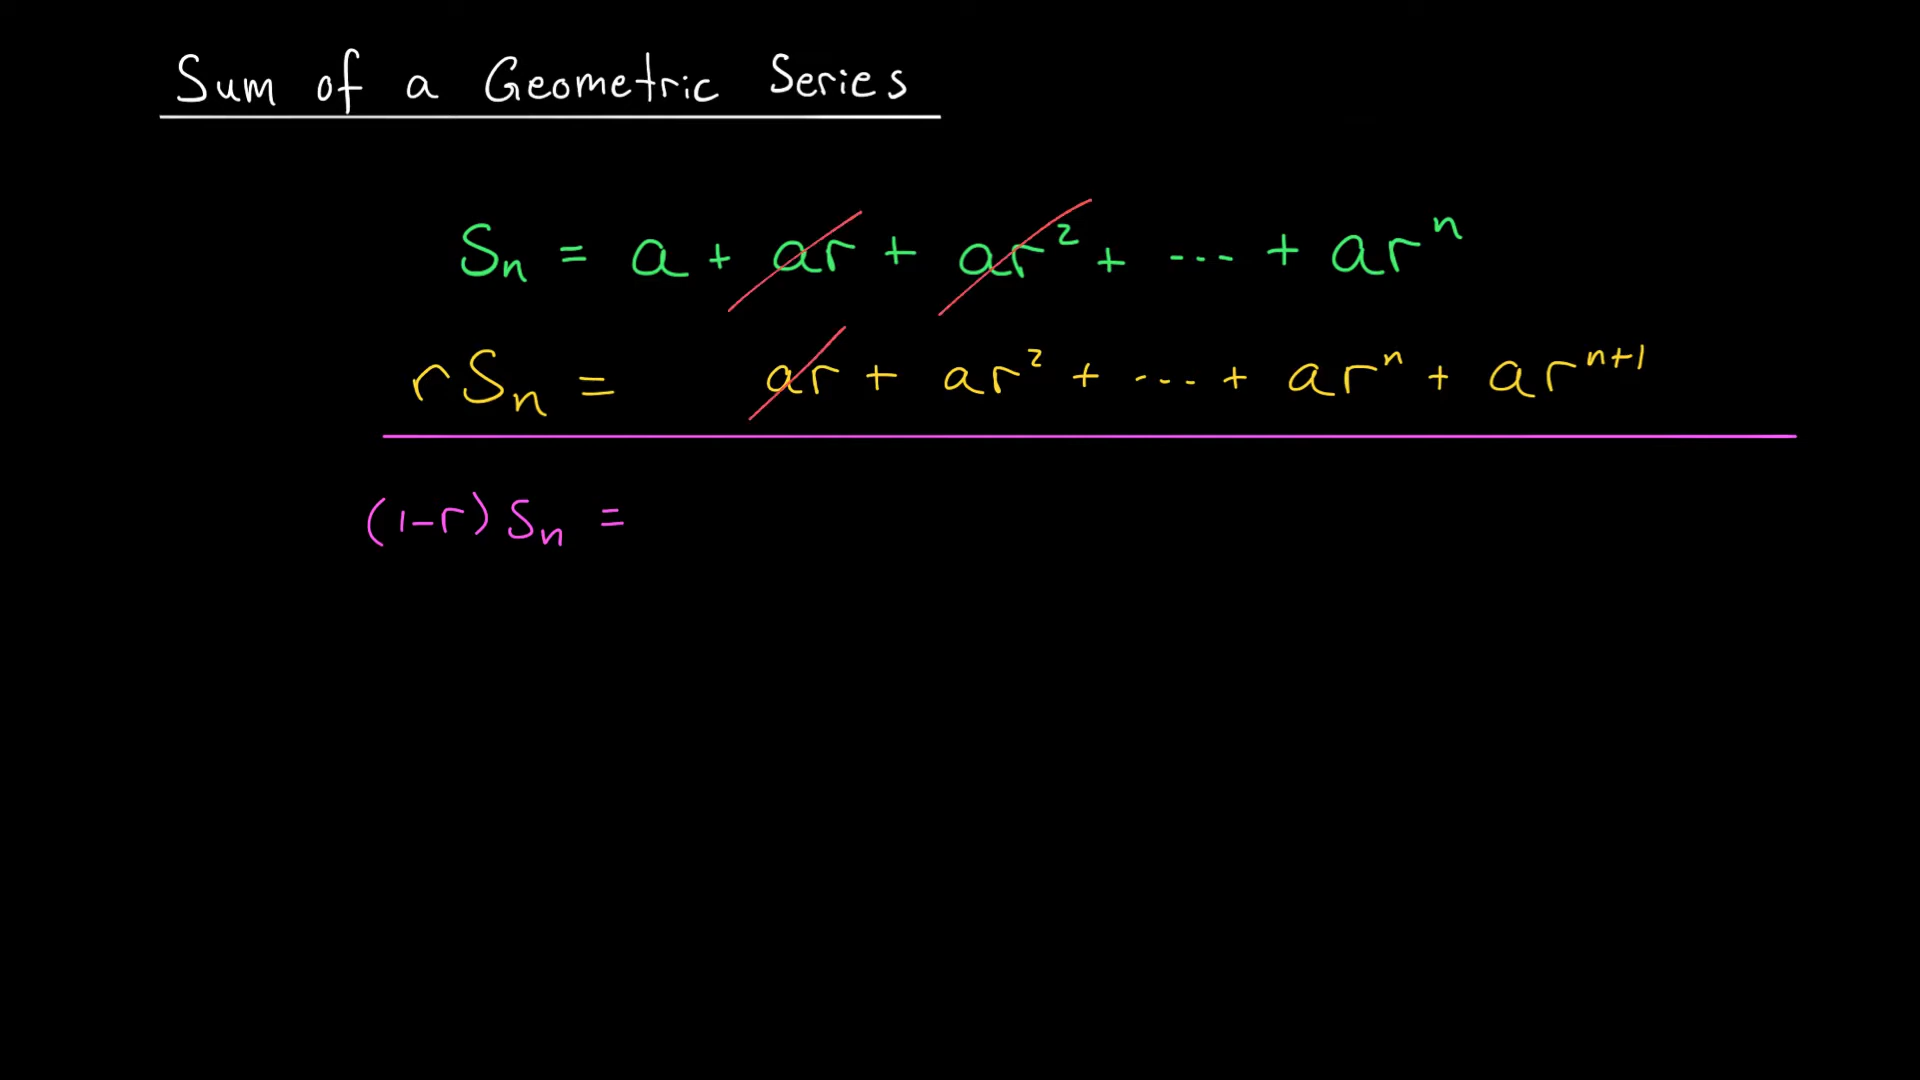 Sum of a Geometric Series
Sₙ = a + ar + ar² + ... + arⁿ
rSₙ = ar + ar² + ... + arⁿ + arⁿ⁺¹
(1-r) Sₙ =